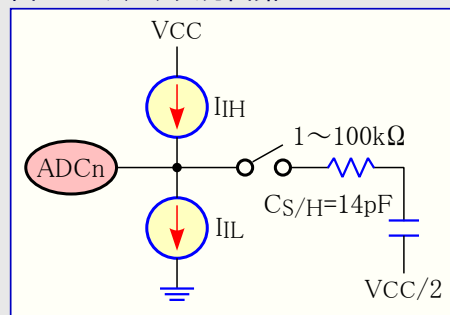 VCC
IIH
1～100kΩ
ADCn
CS/H=14pF
IIL
VCC/2